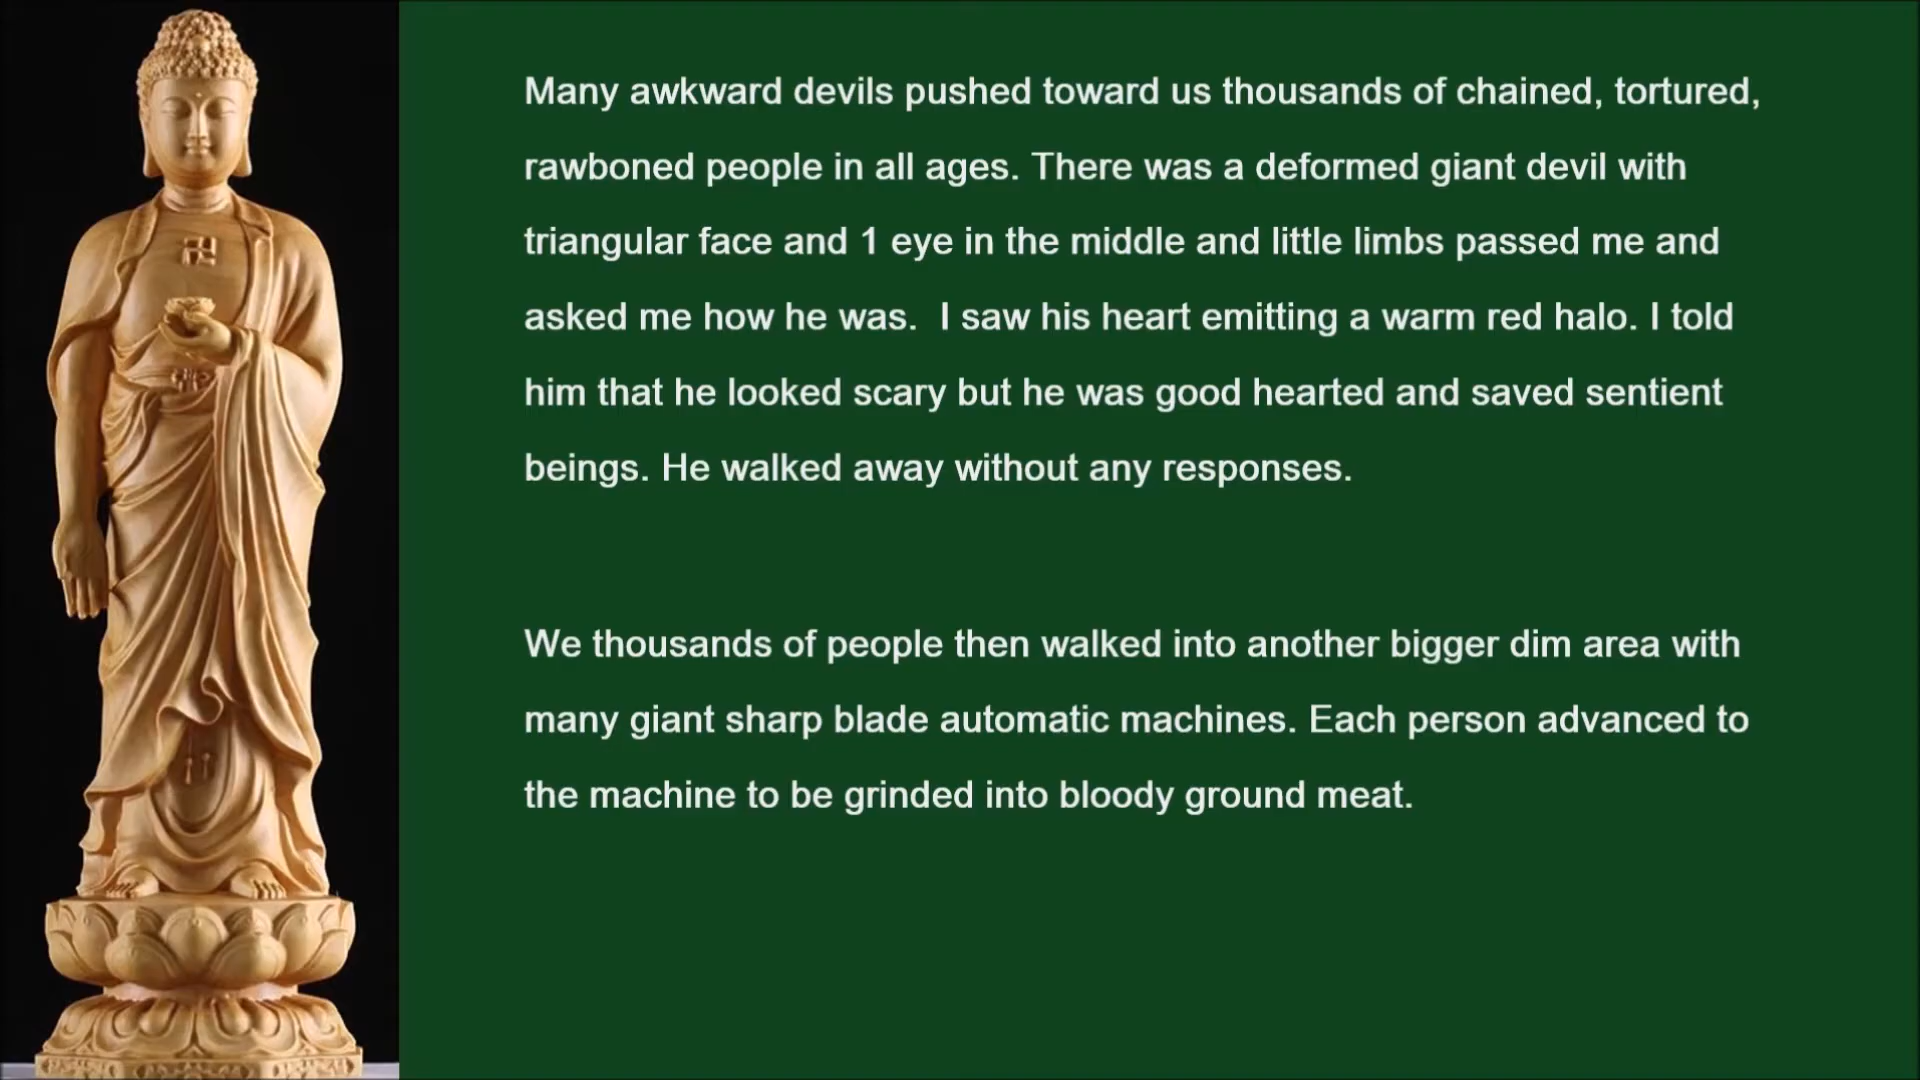 Many awkward devils pushed toward us thousands of chained, tortured,
rawboned people in all ages. There was a deformed giant devil with
triangular face and 1 eye in the middle and little limbs passed me and
asked me how he was.  I saw his heart emitting a warm red halo. I told
him that he looked scary but he was good hearted and saved sentient
beings. He walked away without any responses.
We thousands of people then walked into another bigger dim area with
many giant sharp blade automatic machines. Each person advanced to
the machine to be grinded into bloody ground meat.